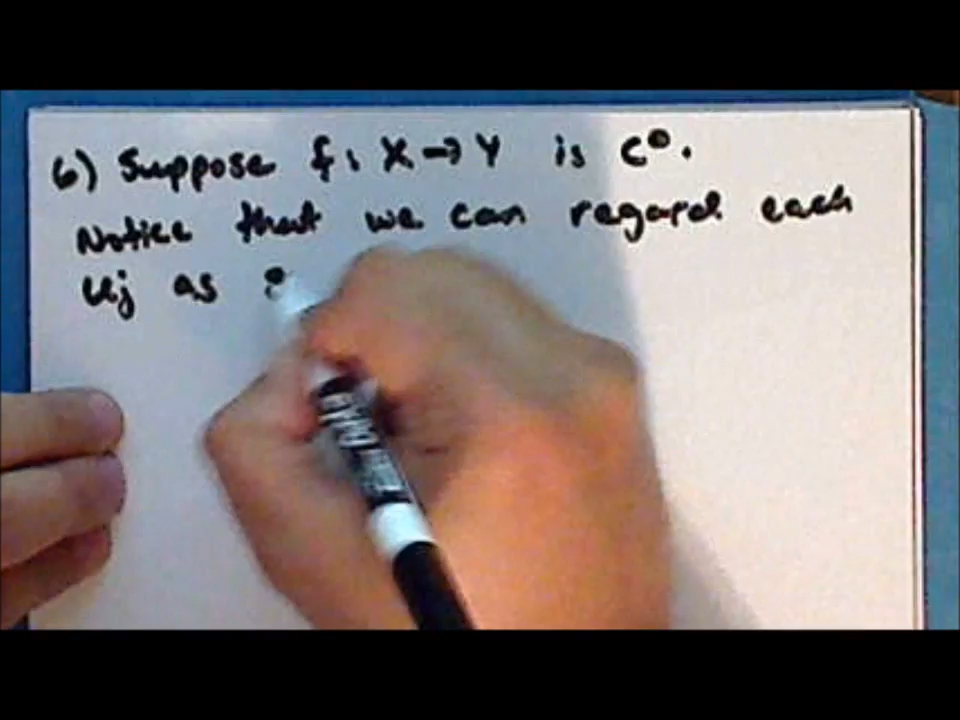 6) Suppose f: X → Y is C⁰.
Notice that we can regard each
Uj as